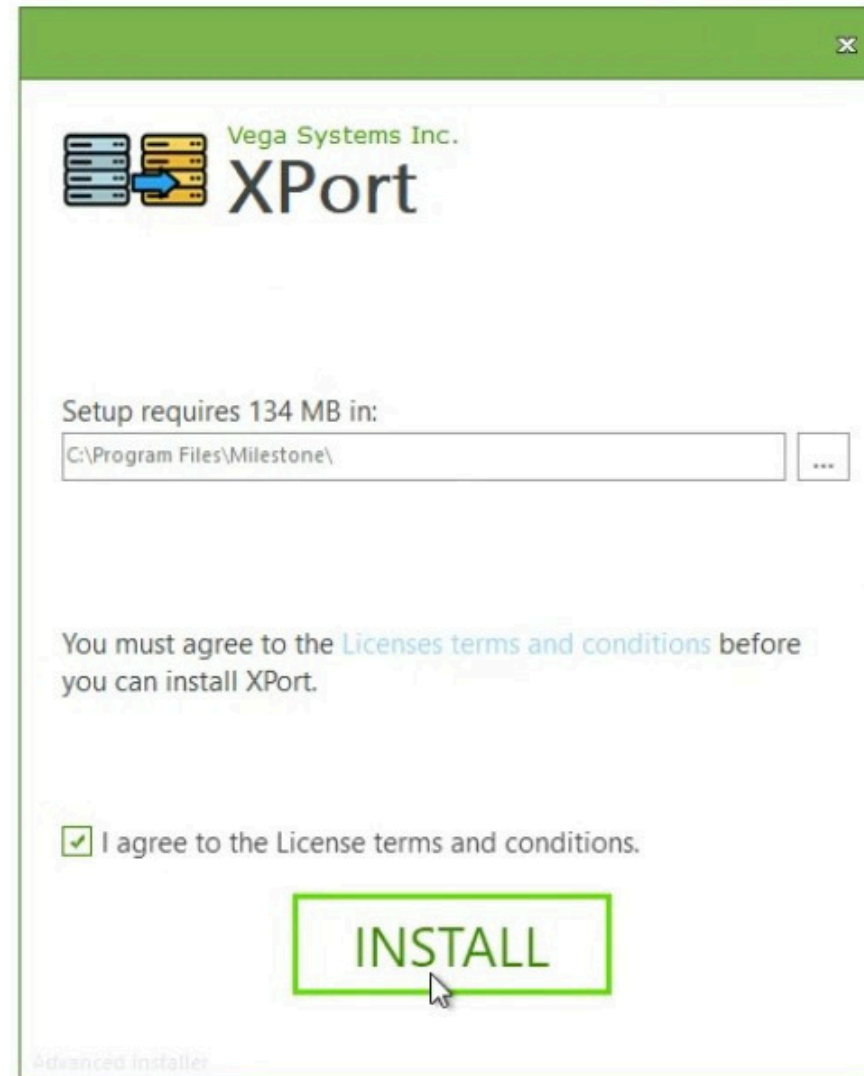 Vega Systems Inc.
XPort
Setup requires 134 MB in:
C:\Program Files\Milestone\
...
You must agree to the Licenses terms and conditions before
you can install XPort.
I agree to the License terms and conditions.
INSTALL
Advanced Installer